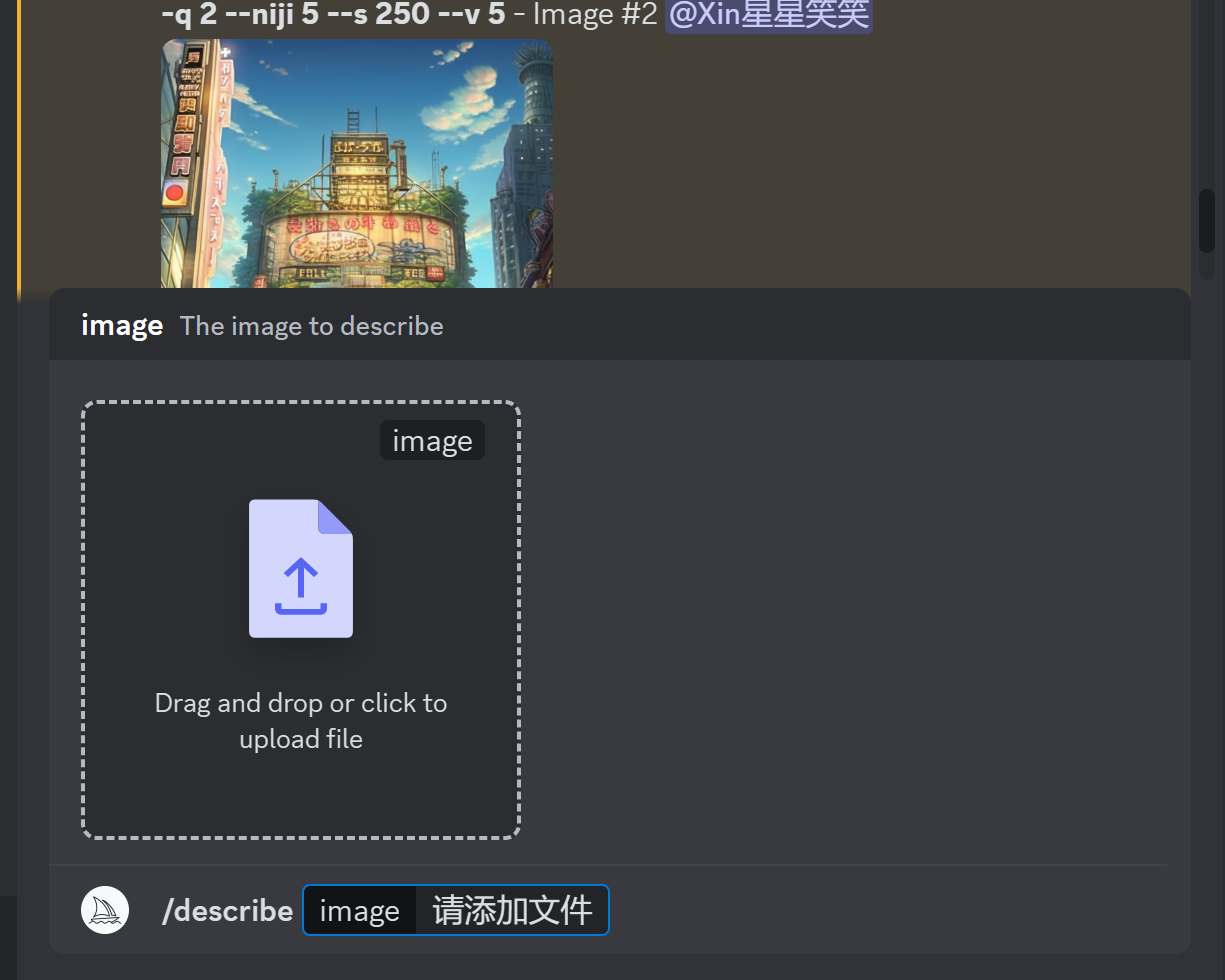 -q 2 --niji 5 --s 250 --v 5 - Image #2 @Xin星星笑笑
image The image to describe
image
Drag and drop or click to
upload file
/describe image 请添加文件